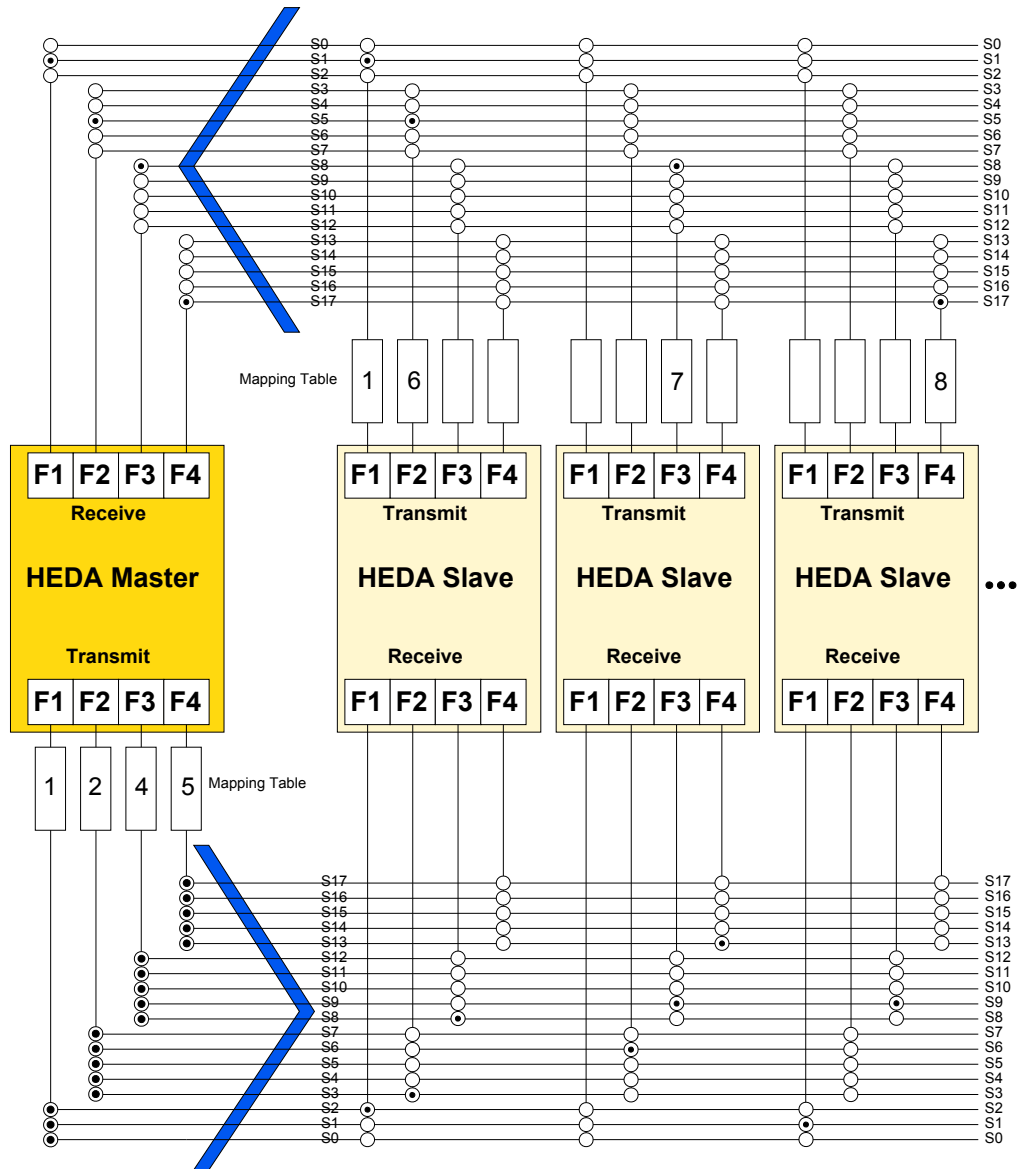 S0 S0
S1 S1
S2 S2
S3 S3
S4 S4
S5 S5
S6 S6
S7 S7
S8 S8
S9 S9
S10 S10
S11 S11
S12 S12
S13 S13
S14 S14
S15 S15
S16 S16
S17 S17
Mapping Table 1 6 7 8
F1 F2 F3 F4 F1 F2 F3 F4 F1 F2 F3 F4 F1 F2 F3 F4
Receive Transmit Transmit Transmit
HEDA Master HEDA Slave HEDA Slave HEDA Slave ...
Transmit Receive Receive Receive
F1 F2 F3 F4 F1 F2 F3 F4 F1 F2 F3 F4 F1 F2 F3 F4
1 2 4 5 Mapping Table
S17 S17
S16 S16
S15 S15
S14 S14
S13 S13
S12 S12
S11 S11
S10 S10
S9 S9
S8 S8
S7 S7
S6 S6
S5 S5
S4 S4
S3 S3
S2 S2
S1 S1
S0 S0